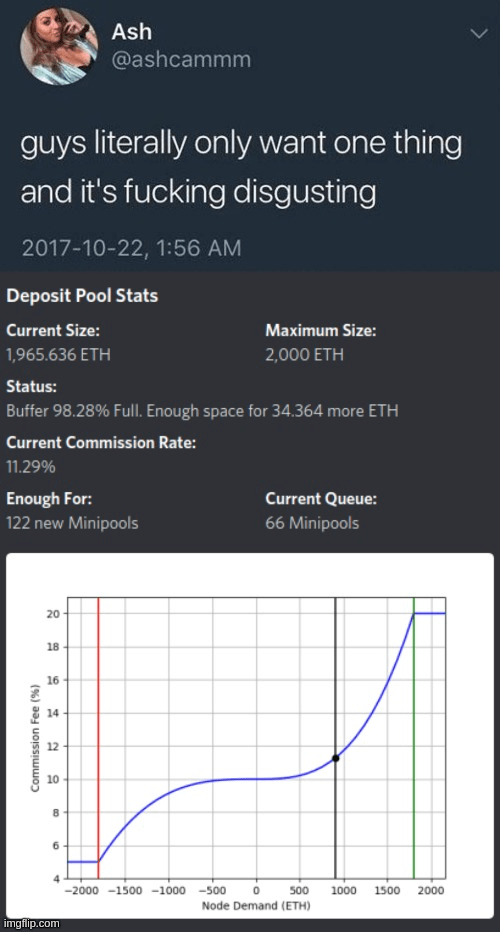 Ash
@ashcammm
guys literally only want one thing
and it's fucking disgusting
2017-10-22, 1:56 AM
Deposit Pool Stats
Current Size:
1,965.636 ETH
Maximum Size:
2,000 ETH
Status:
Buffer 98.28% Full. Enough space for 34.364 more ETH
Current Commission Rate:
11.29%
Enough For:
122 new Minipools
Current Queue:
66 Minipools
Commission Fee (%)
20
18
16
14
12
10
8
6
4
−2000 −1500 −1000 −500 0 500 1000 1500 2000
Node Demand (ETH)
imgflip.com